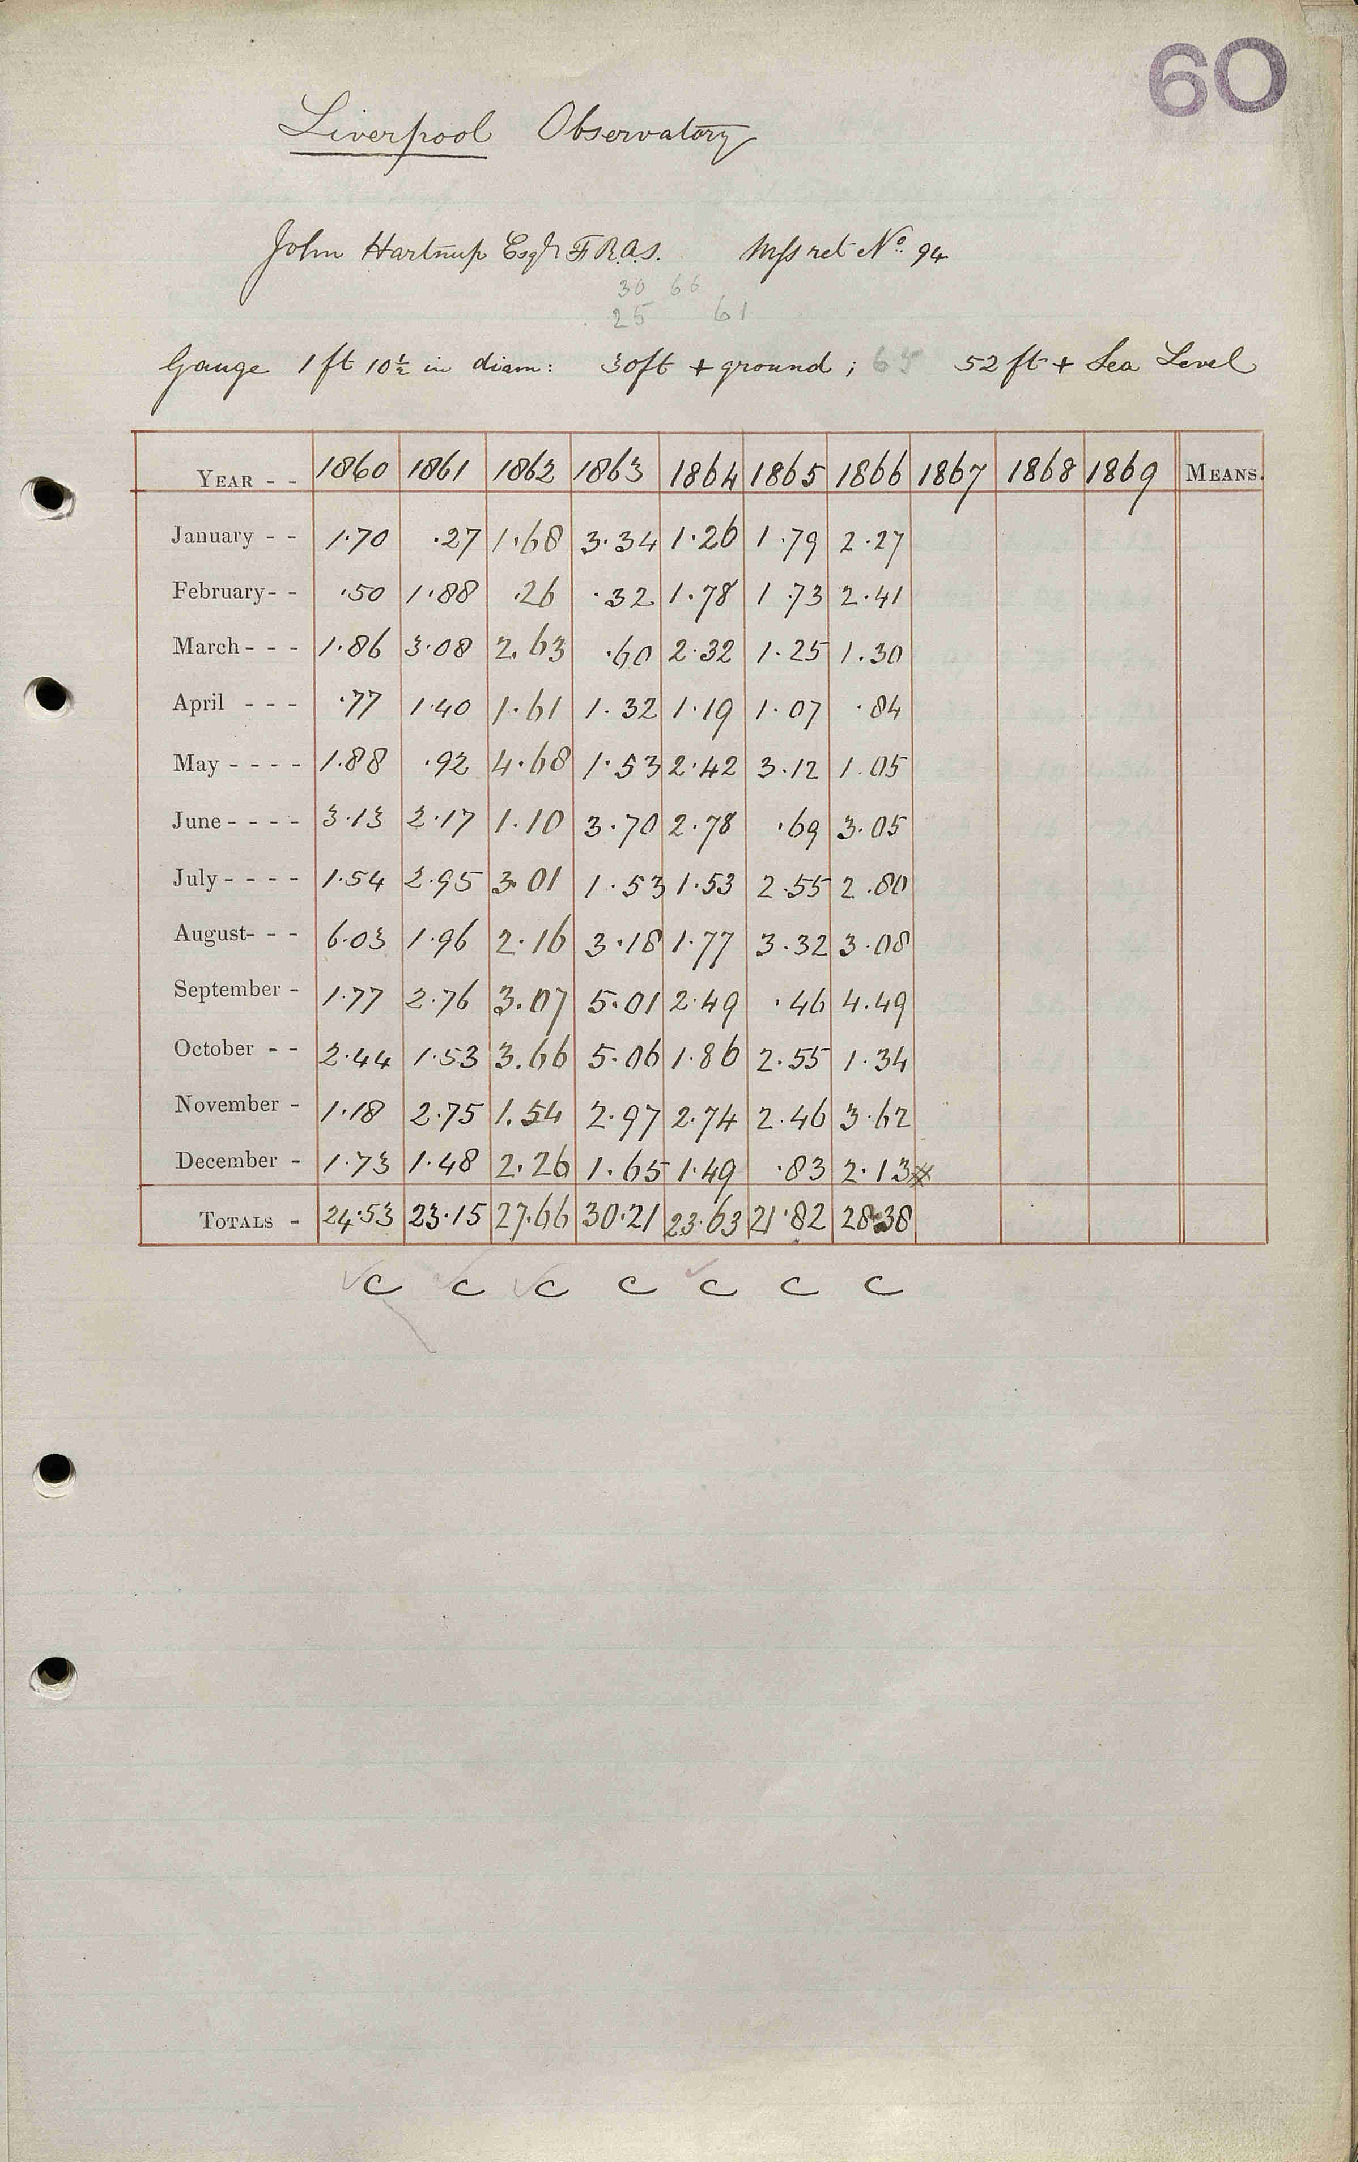 60
Liverpool Observatory
John Hartnup Esqr F.R.A.S. Mss ret No. 94
30 66
25 61
Gauge 1 ft 10½ in diam: 30ft + ground; 65 52 ft + Sea Level
YEAR - - 1860 1861 1862 1863 1864 1865 1866 1867 1868 1869 MEANS.
January - - 1.70 .27 1.68 3.34 1.26 1.79 2.27
February - - .50 1.88 .26 .32 1.78 1.73 2.41
March - - - 1.86 3.08 2.63 .60 2.32 1.25 1.30
April - - - .77 1.40 1.61 1.32 1.19 1.07 .84
May - - - - 1.88 .92 4.68 1.53 2.42 3.12 1.05
June - - - - 3.13 2.17 1.10 3.70 2.78 .69 3.05
July - - - - 1.54 2.95 3.01 1.53 1.53 2.55 2.80
August - - - 6.03 1.96 2.16 3.18 1.77 3.32 3.08
September - 1.77 2.76 3.07 5.01 2.49 .46 4.49
October - - 2.44 1.53 3.66 5.06 1.86 2.55 1.34
November - 1.18 2.75 1.54 2.97 2.74 2.46 3.62
December - 1.73 1.48 2.26 1.65 1.49 .83 2.13
TOTALS - 24.53 23.15 27.66 30.21 23.63 21.82 28.38
c c c c c c c